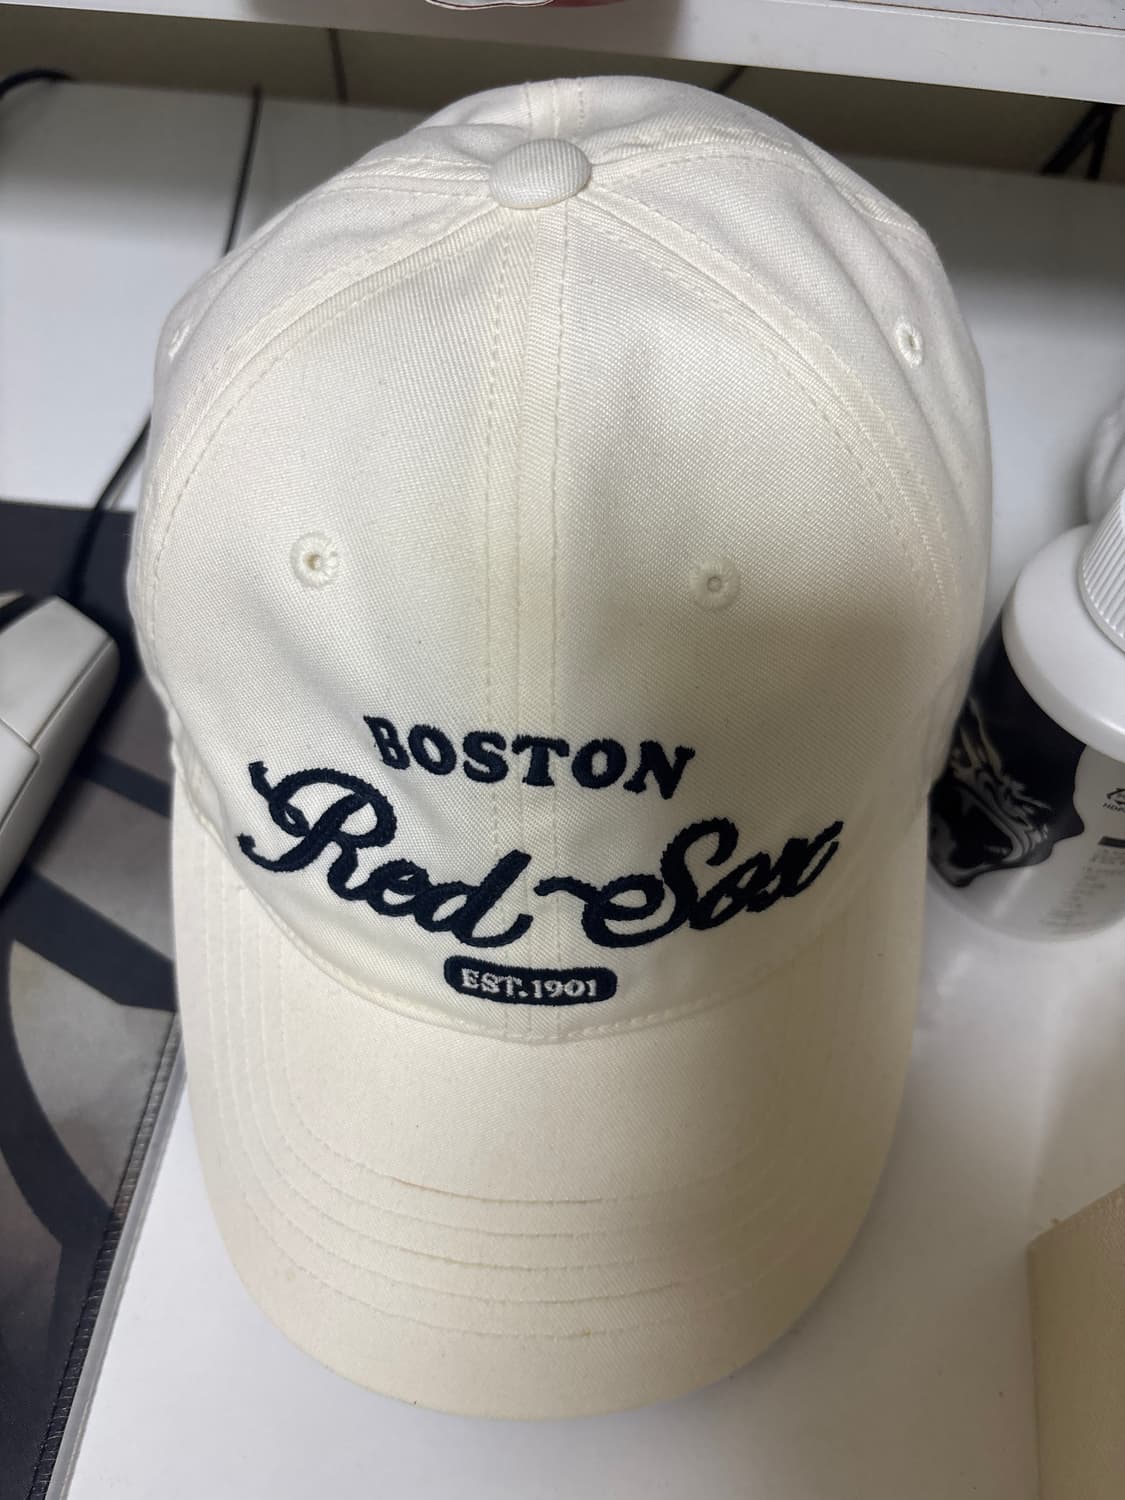 BOSTON
Red Sox
EST.1901